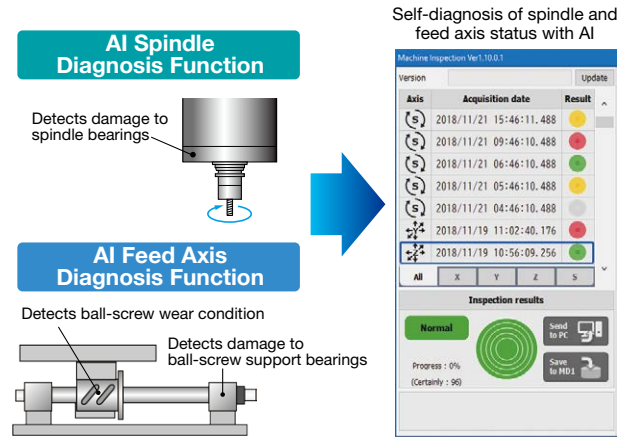 AI Spindle
Diagnosis Function
Detects damage to
spindle bearings
AI Feed Axis
Diagnosis Function
Detects ball-screw wear condition
Detects damage to
ball-screw support bearings
Self-diagnosis of spindle and
feed axis status with AI
Machine Inspection Ver1.10.0.1
Version Update
Axis Acquisition date Result
S 2018/11/21 15:46:11.488
S 2018/11/21 09:46:10.488
S 2018/11/21 06:46:10.488
S 2018/11/21 05:46:10.488
S 2018/11/21 04:46:10.488
Y 2018/11/19 11:02:40.176
Z 2018/11/19 10:56:09.256
All X Y Z S
Inspection results
Normal
Send
to PC
Progress : 0%
(Certainly : 96)
Save
to MD1